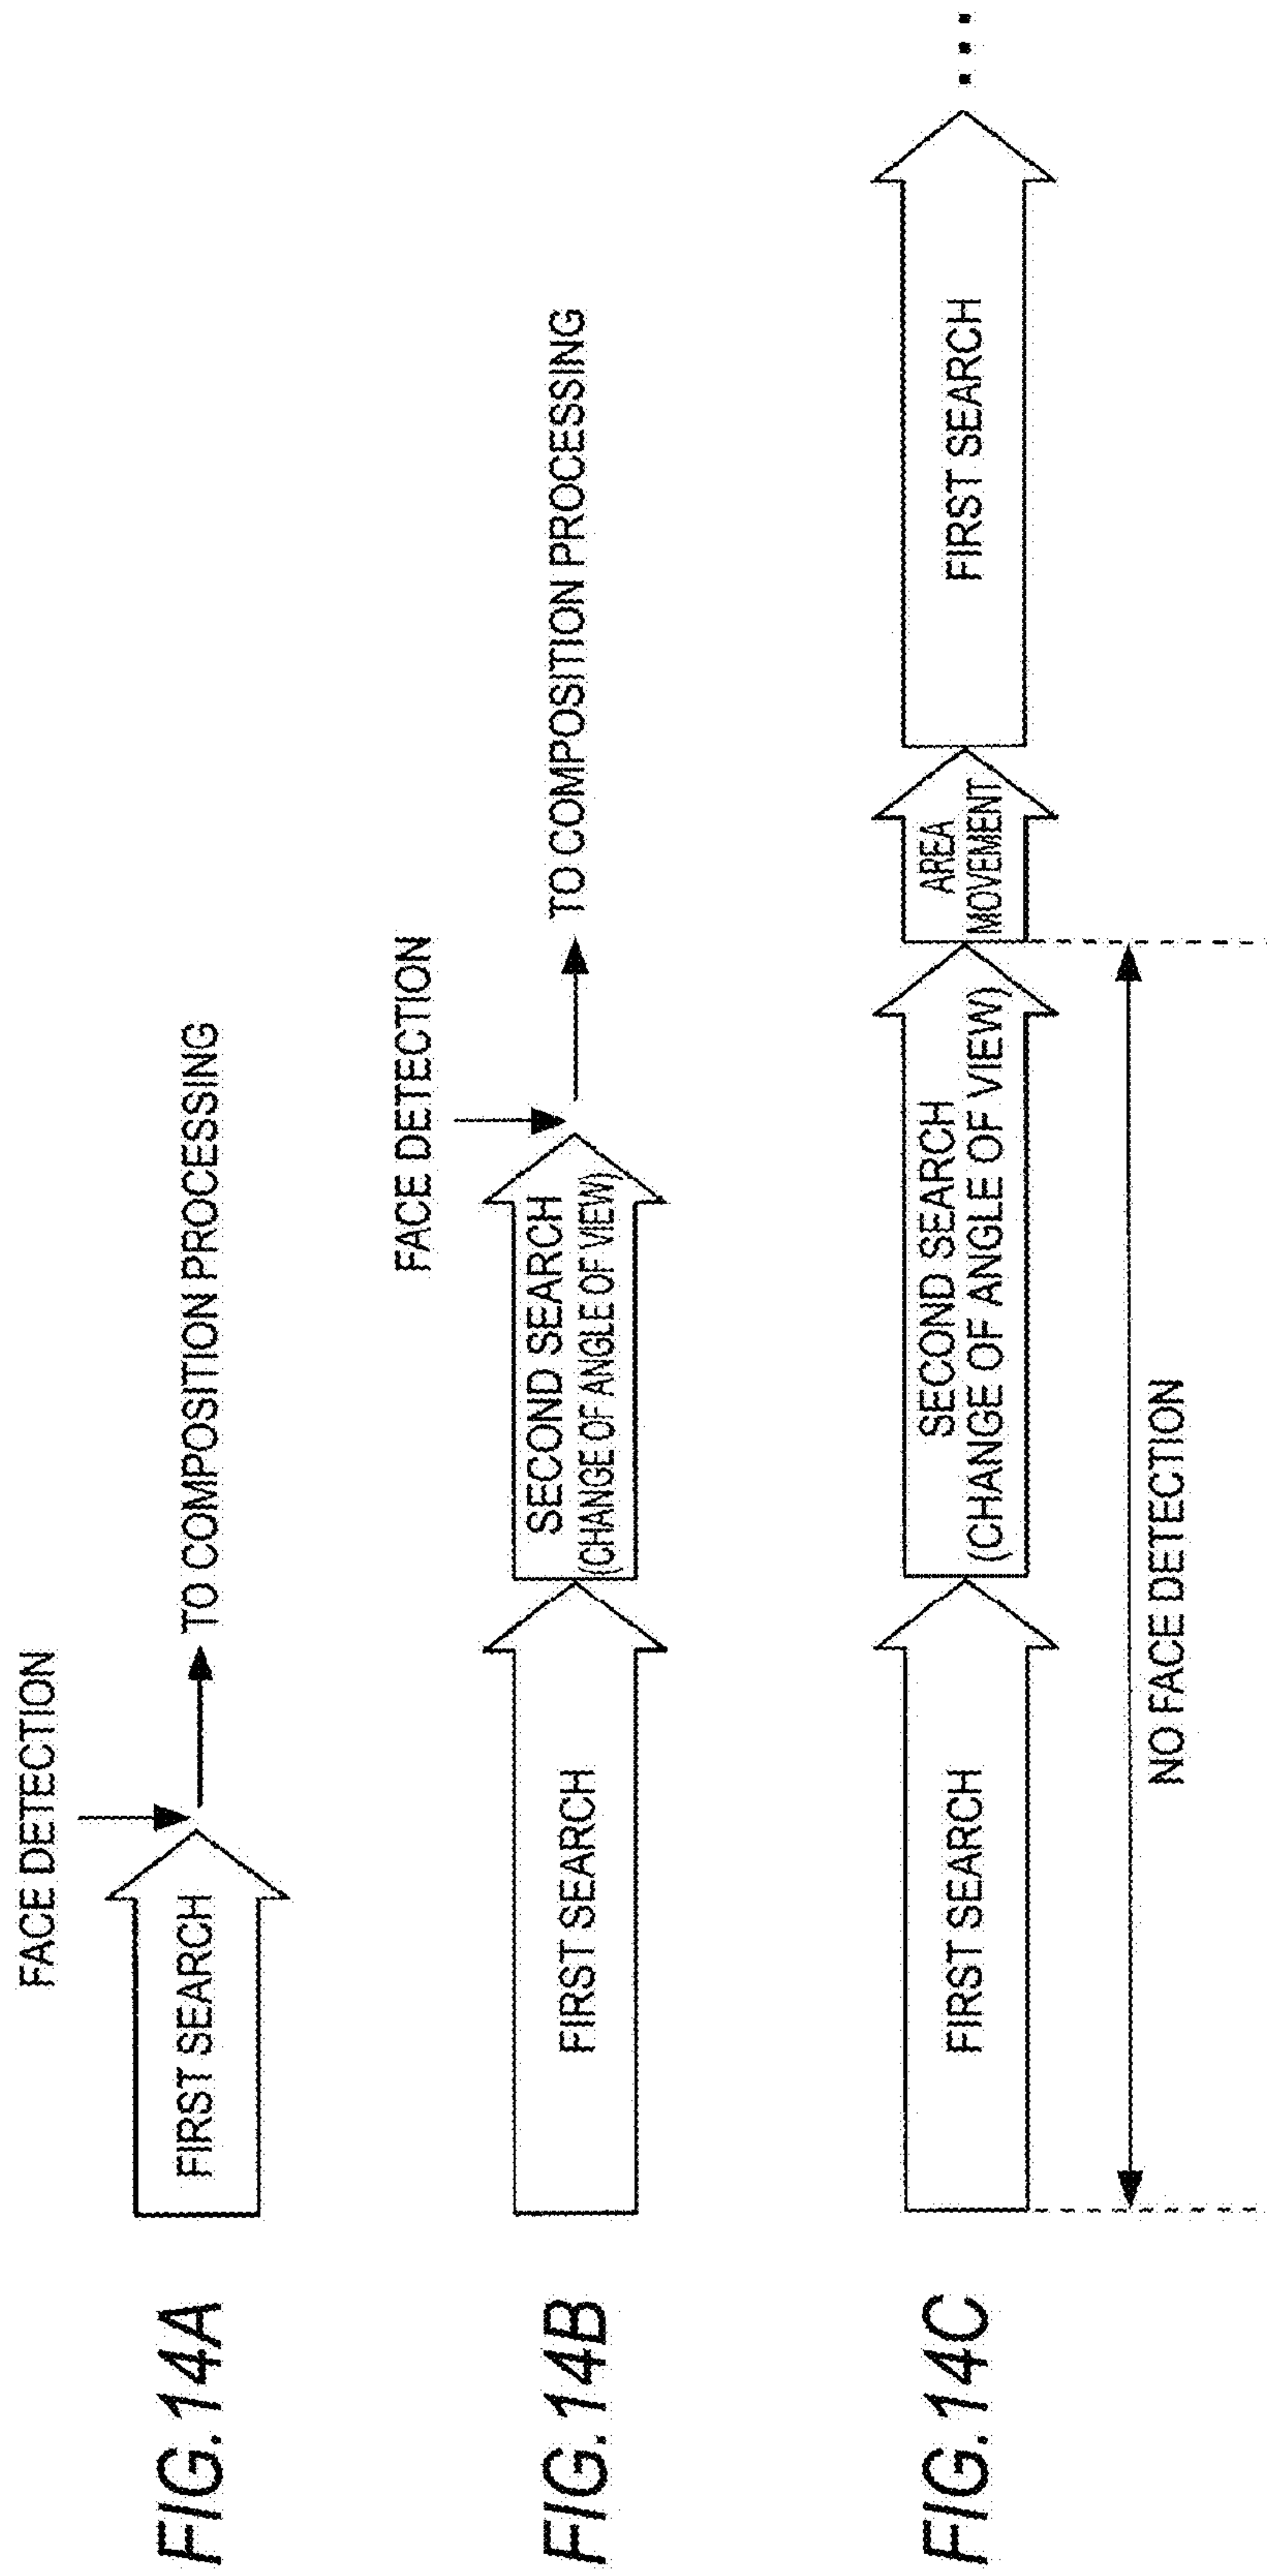 FIG. 14A
FACE DETECTION
FIRST SEARCH
TO COMPOSITION PROCESSING
FIG. 14B
FACE DETECTION
FIRST SEARCH
SECOND SEARCH
(CHANGE OF ANGLE OF VIEW)
TO COMPOSITION PROCESSING
FIG. 14C
FIRST SEARCH
SECOND SEARCH
(CHANGE OF ANGLE OF VIEW)
AREA
MOVEMENT
FIRST SEARCH
...
NO FACE DETECTION